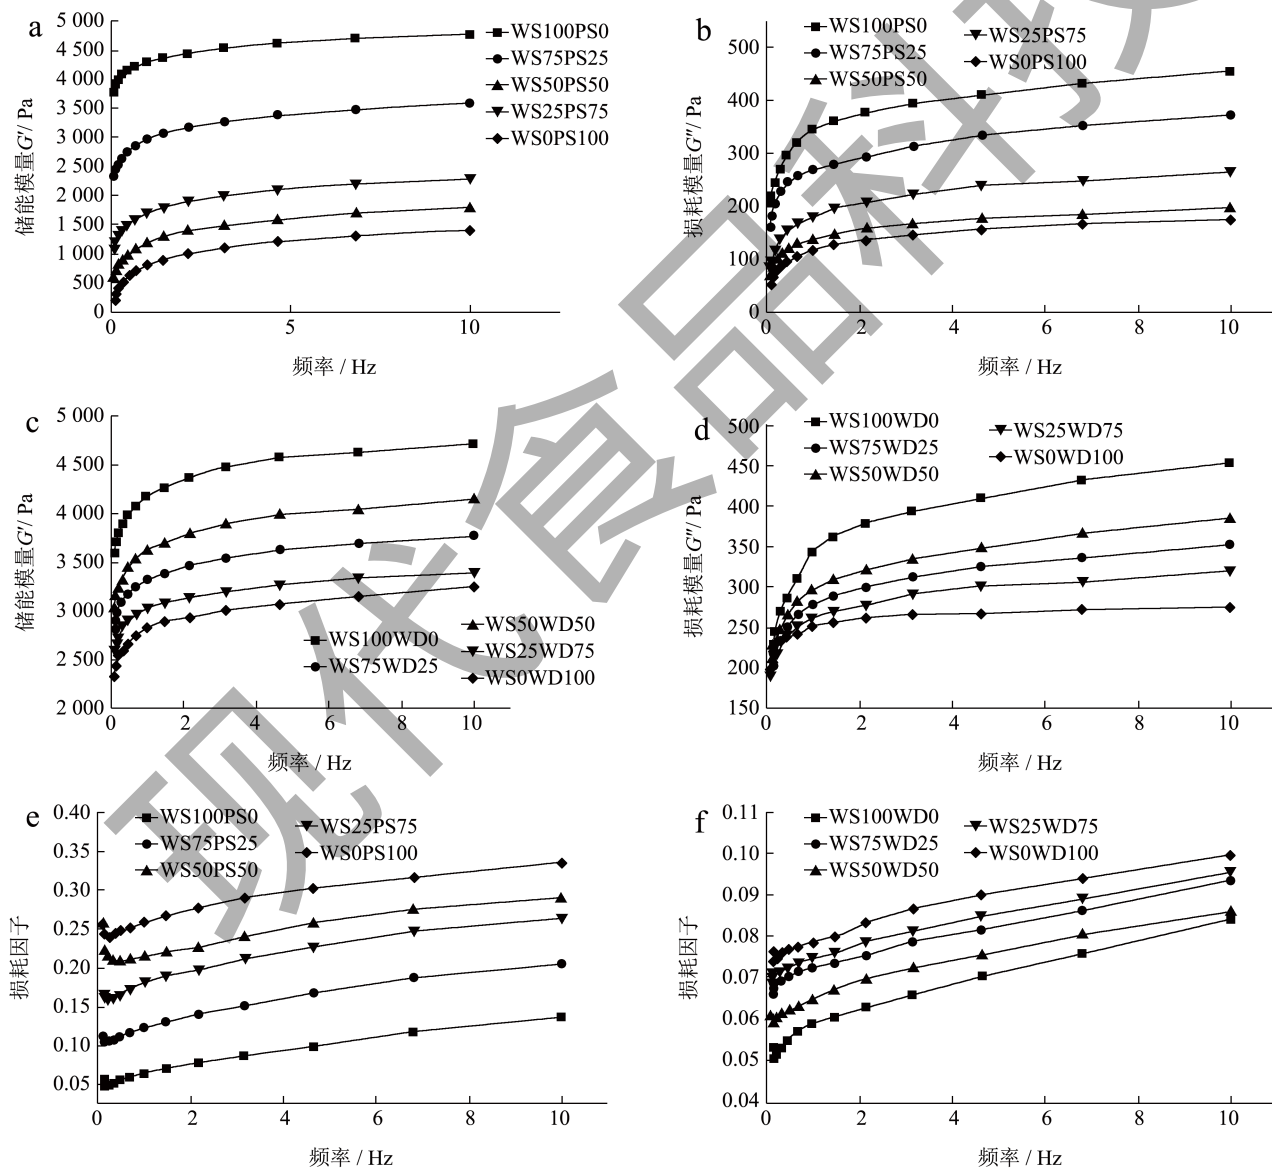 a
5 000
4 500
4 000
3 500
3 000
2 500
2 000
1 500
1 000
500
0
储能模量G′/ Pa
WS100PS0
WS75PS25
WS50PS50
WS25PS75
WS0PS100
0 5 10
频率 / Hz
b
500
400
300
200
100
0
损耗模量G″/ Pa
WS100PS0
WS75PS25
WS50PS50
WS25PS75
WS0PS100
0 2 4 6 8 10
频率 / Hz
c
5 000
4 500
4 000
3 500
3 000
2 500
2 000
储能模量G′/ Pa
WS100WD0
WS75WD25
WS50WD50
WS25WD75
WS0WD100
0 2 4 6 8 10
频率 / Hz
d
500
450
400
350
300
250
200
150
损耗模量G″/ Pa
WS100WD0
WS75WD25
WS50WD50
WS25WD75
WS0WD100
0 2 4 6 8 10
频率 / Hz
e
0.40
0.35
0.30
0.25
0.20
0.15
0.10
0.05
损耗因子
WS100PS0
WS75PS25
WS50PS50
WS25PS75
WS0PS100
0 2 4 6 8 10
频率 / Hz
f
0.11
0.10
0.09
0.08
0.07
0.06
0.05
0.04
损耗因子
WS100WD0
WS75WD25
WS50WD50
WS25WD75
WS0WD100
0 2 4 6 8 10
频率 / Hz
现代食品科技